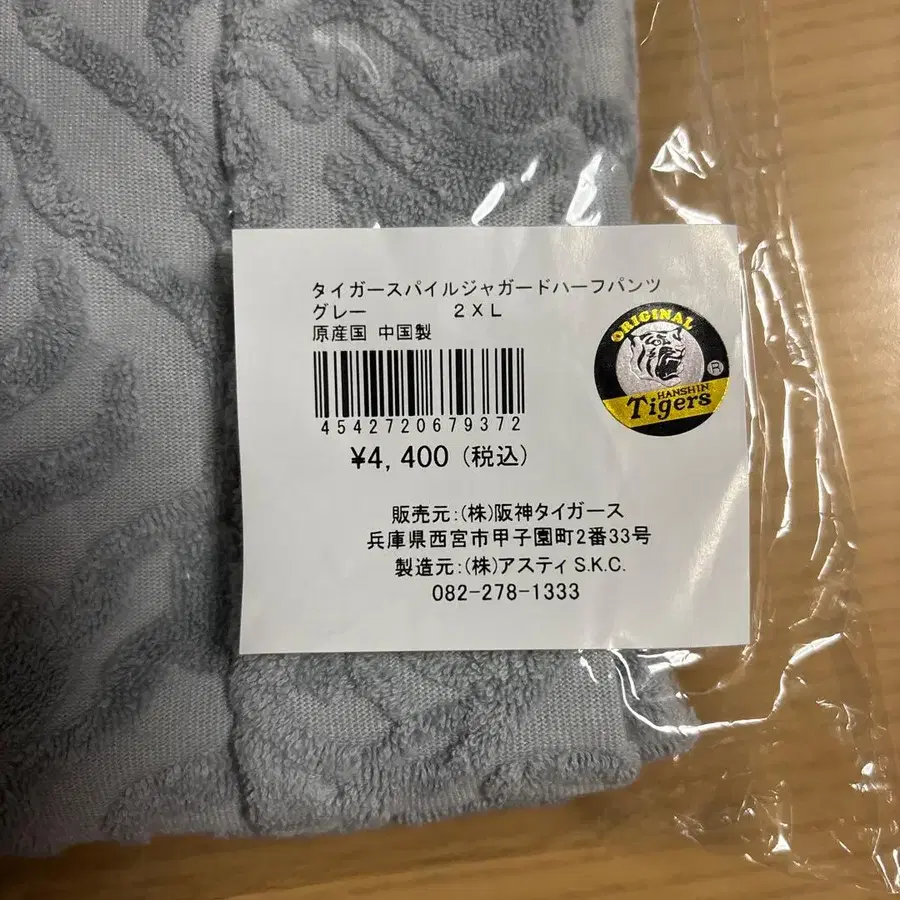 タイガースパイルジャガードハーフパンツ
グレー 2XL
原産国 中国製
4542720679372
¥4,400 (税込)
ORIGINAL
HANSHIN
Tigers
®
販売元:(株)阪神タイガース
兵庫県西宮市甲子園町2番33号
製造元:(株)アスティS.K.C.
082-278-1333